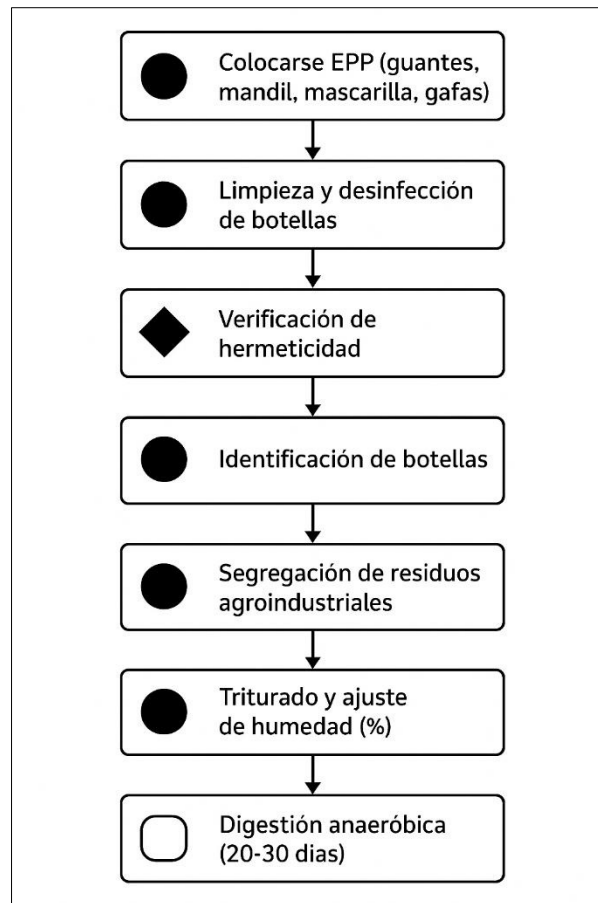 Colocarse EPP (guantes,
mandil, mascarilla, gafas)
Limpieza y desinfección
de botellas
Verificación de
hermeticidad
Identificación de botellas
Segregación de residuos
agroindustriales
Triturado y ajuste
de humedad (%)
Digestión anaeróbica
(20-30 dias)